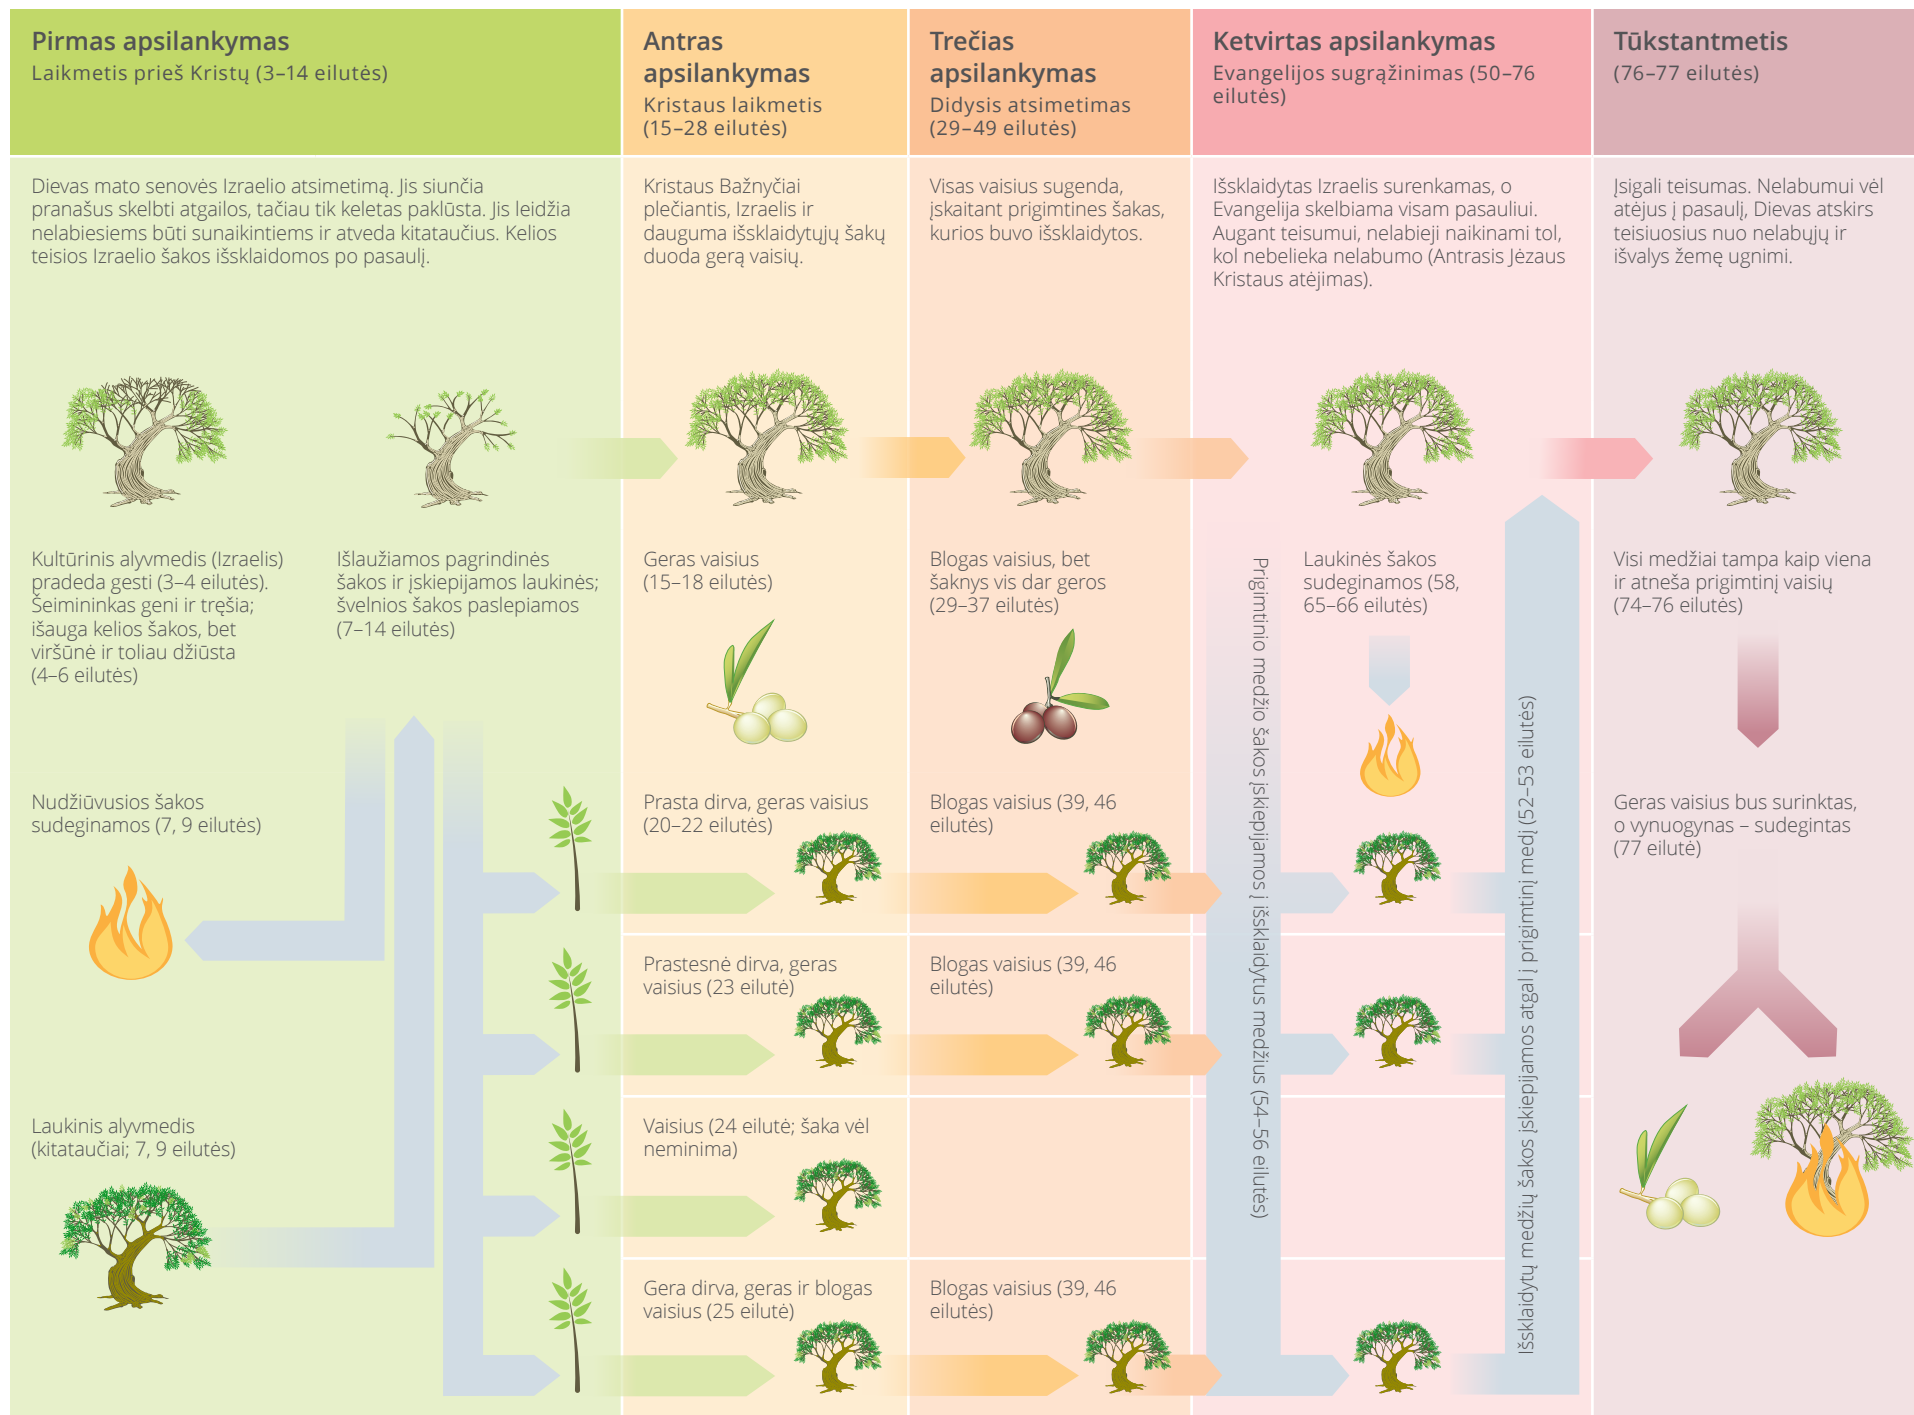 Pirmas apsilankymas
Laikmetis prieš Kristų (3–14 eilutės)
Antras
apsilankymas
Kristaus laikmetis
(15–28 eilutės)
Trečias
apsilankymas
Didysis atsimetimas
(29–49 eilutės)
Ketvirtas apsilankymas
Evangelijos sugrąžinimas (50–76
eilutės)
Tūkstantmetis
(76–77 eilutės)
Dievas mato senovės Izraelio atsimetimą. Jis siunčia
pranašus skelbti atgailos, tačiau tik keletas paklūsta. Jis leidžia
nelabiesiems būti sunaikintiems ir atveda kitataučius. Kelios
teisios Izraelio šakos išsklaidomos po pasaulį.
Kristaus Bažnyčiai
plečiantis, Izraelis ir
dauguma išsklaidytųjų šakų
duoda gerą vaisių.
Visas vaisius sugenda,
įskaitant prigimtines šakas,
kurios buvo išsklaidytos.
Išsklaidytas Izraelis surenkamas, o
Evangelija skelbiama visam pasauliui.
Augant teisumui, nelabieji naikinami tol,
kol nebelieka nelabumo (Antrasis Jėzaus
Kristaus atėjimas).
Įsigali teisumas. Nelabumui vėl
atėjus į pasaulį, Dievas atskirs
teisiuosius nuo nelabųjų ir
išvalys žemę ugnimi.
Kultūrinis alyvmedis (Izraelis)
pradeda gesti (3–4 eilutės).
Šeimininkas geni ir tręšia;
išauga kelios šakos, bet
viršūnė ir toliau džiūsta
(4–6 eilutės)
Išlaužiamos pagrindinės
šakos ir įskiepijamos laukinės;
švelnios šakos paslepiamos
(7–14 eilutės)
Geras vaisius
(15–18 eilutės)
Blogas vaisius, bet
šaknys vis dar geros
(29–37 eilutės)
Prigimtinio medžio šakos įskiepijamos į išsklaidytus medžius (54–56 eilutės)
Laukinės šakos
sudeginamos (58,
65–66 eilutės)
Išsklaidytų medžių šakos įskiepijamos atgal į prigimtinį medį (52–53 eilutės)
Visi medžiai tampa kaip viena
ir atneša prigimtinį vaisių
(74–76 eilutės)
Nudžiūvusios šakos
sudeginamos (7, 9 eilutės)
Prasta dirva, geras vaisius
(20–22 eilutės)
Blogas vaisius (39, 46
eilutės)
Geras vaisius bus surinktas,
o vynuogynas – sudegintas
(77 eilutė)
Prastesnė dirva, geras
vaisius (23 eilutė)
Blogas vaisius (39, 46
eilutės)
Laukinis alyvmedis
(kitataučiai; 7, 9 eilutės)
Vaisius (24 eilutė; šaka vėl
neminima)
Gera dirva, geras ir blogas
vaisius (25 eilutė)
Blogas vaisius (39, 46
eilutės)